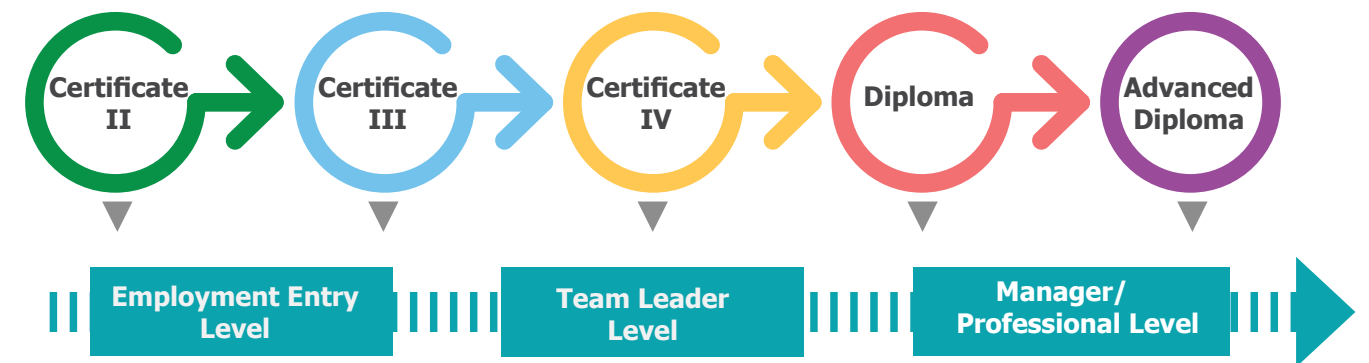 Certificate
II
Certificate
III
Certificate
IV
Diploma
Advanced
Diploma
Employment Entry
Level
Team Leader
Level
Manager/
Professional Level